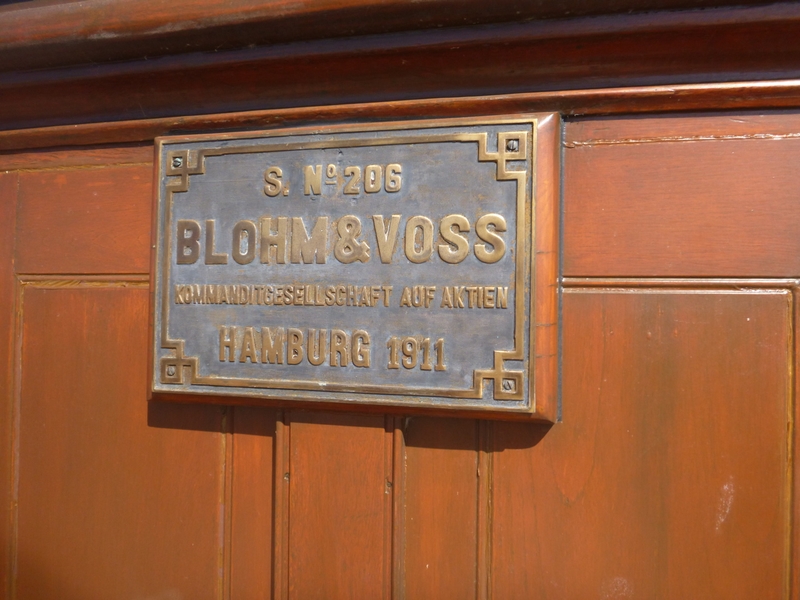 S. Nº 206
BLOHM & VOSS
KOMMANDITGESELLSCHAFT AUF AKTIEN
HAMBURG 1911